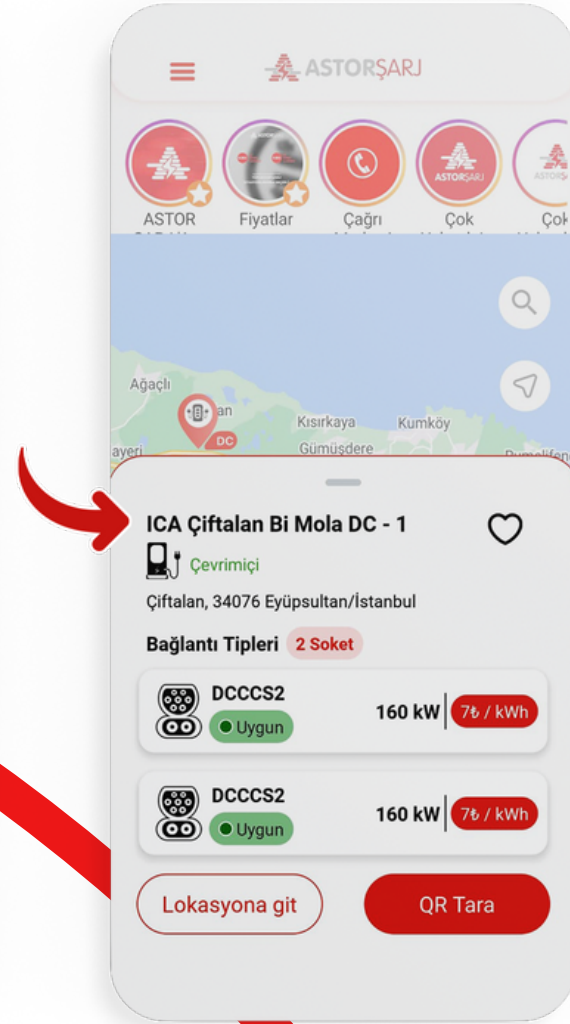 ASTORŞARJ
ASTORŞARJ
ASTOR
Fiyatlar
Çağrı
Çok
Ağaçlı
an
DC
Kısırkaya
Kumköy
ayeri
Gümüşdere
ICA Çiftalan Bi Mola DC - 1
Çevrimiçi
Çiftalan, 34076 Eyüpsultan/İstanbul
Bağlantı Tipleri 2 Soket
DCCCS2
Uygun
160 kW 7₺ / kWh
DCCCS2
Uygun
160 kW 7₺ / kWh
Lokasyona git
QR Tara